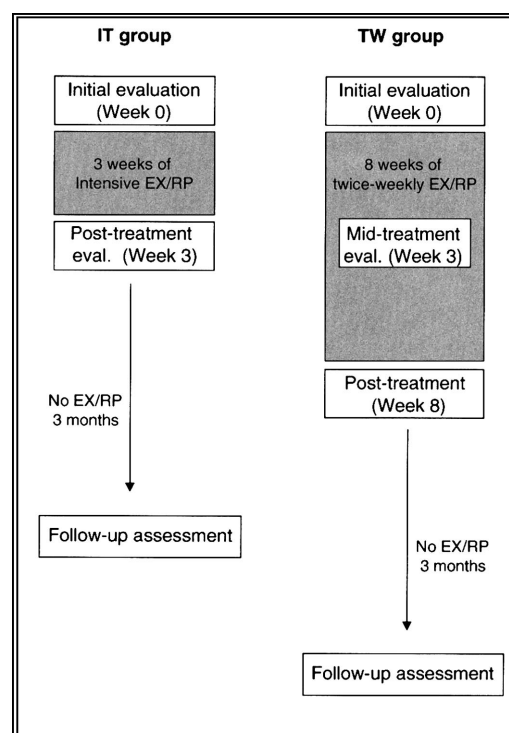 IT group
Initial evaluation
(Week 0)
3 weeks of
Intensive EX/RP
Post-treatment
eval. (Week 3)
No EX/RP
3 months
Follow-up assessment
TW group
Initial evaluation
(Week 0)
8 weeks of
twice-weekly EX/RP
Mid-treatment
eval. (Week 3)
Post-treatment
(Week 8)
No EX/RP
3 months
Follow-up assessment